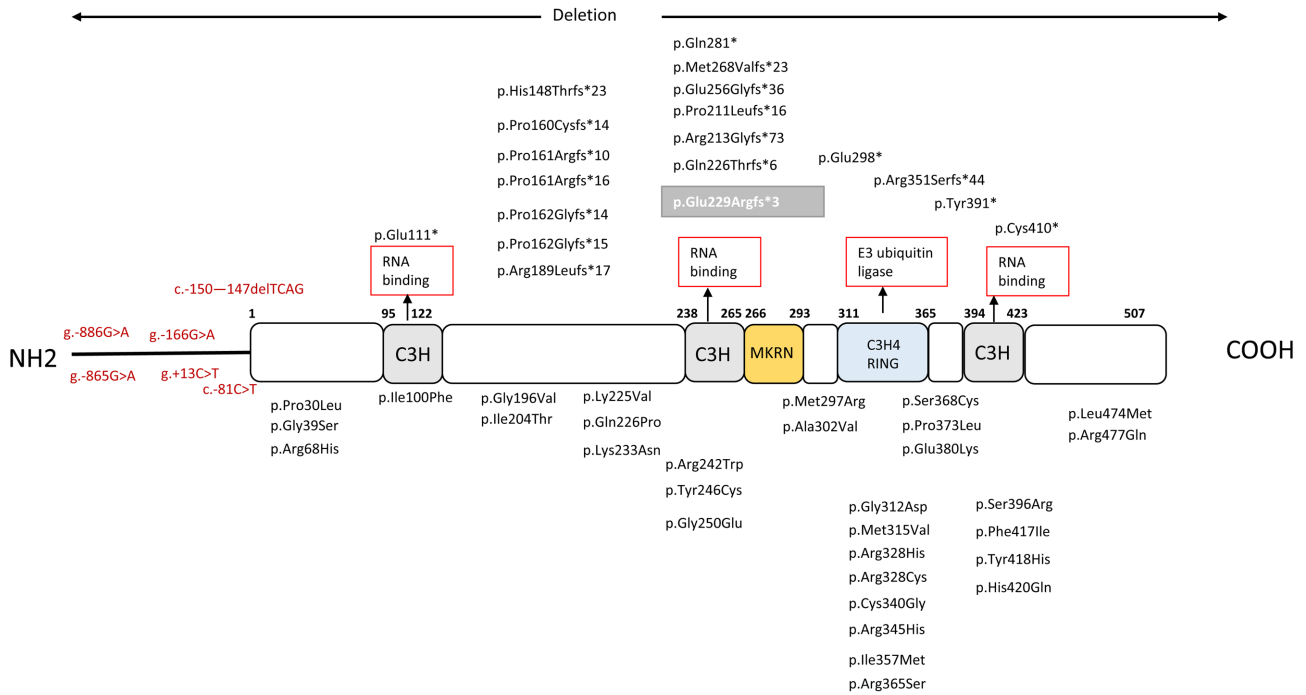 Deletion
p.Gln281*
p.Met268Valfs*23
p.Glu256Glyfs*36
p.Pro211Leufs*16
p.Arg213Glyfs*73
p.Gln226Thrfs*6
p.Glu229Argfs*3
p.His148Thrfs*23
p.Pro160Cysfs*14
p.Pro161Argfs*10
p.Pro161Argfs*16
p.Pro162Glyfs*14
p.Pro162Glyfs*15
p.Arg189Leufs*17
p.Glu298*
p.Arg351Serfs*44
p.Tyr391*
p.Cys410*
p.Glu111*
RNA
binding
RNA
binding
E3 ubiquitin
ligase
RNA
binding
c.-150—147delTCAG
g.-886G>A
g.-166G>A
g.-865G>A
g.+13C>T
c.-81C>T
1 95 122 238 265 266 293 311 365 394 423 507
NH2
C3H
C3H
MKRN
C3H4
RING
C3H
COOH
p.Pro30Leu
p.Gly39Ser
p.Arg68His
p.Ile100Phe
p.Gly196Val
p.Ile204Thr
p.Ly225Val
p.Gln226Pro
p.Lys233Asn
p.Arg242Trp
p.Tyr246Cys
p.Gly250Glu
p.Met297Arg
p.Ala302Val
p.Ser368Cys
p.Pro373Leu
p.Glu380Lys
p.Leu474Met
p.Arg477Gln
p.Gly312Asp
p.Met315Val
p.Arg328His
p.Arg328Cys
p.Cys340Gly
p.Arg345His
p.Ile357Met
p.Arg365Ser
p.Ser396Arg
p.Phe417Ile
p.Tyr418His
p.His420Gln